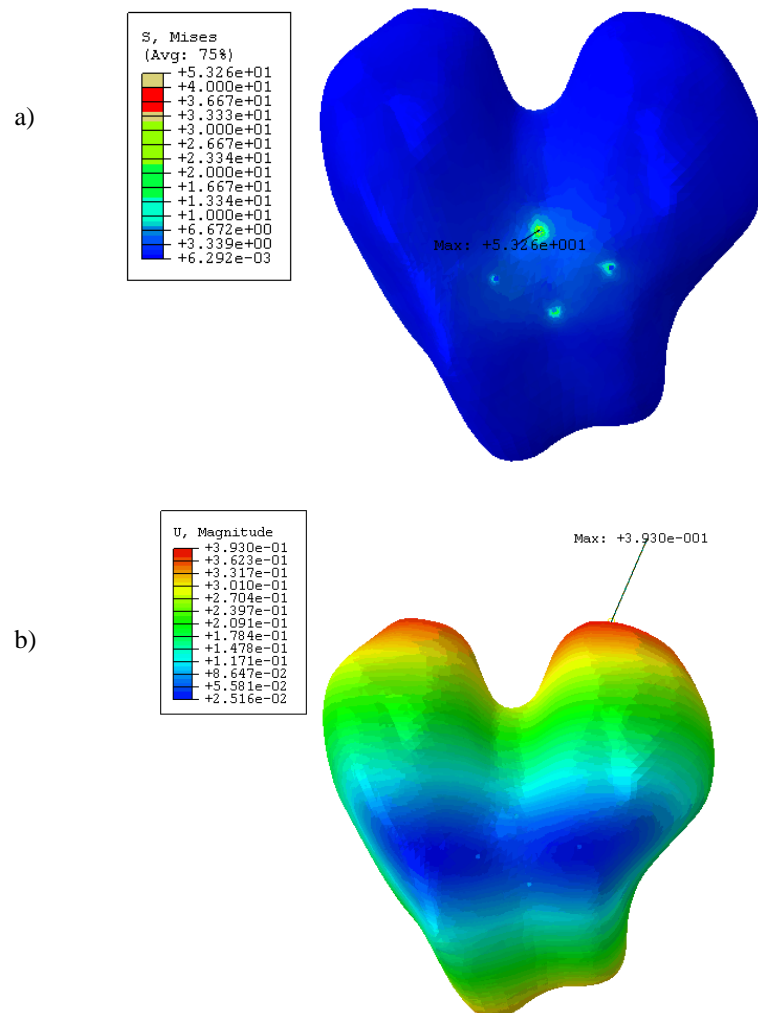 S, Mises
(Avg: 75%)
+5.326e+01
+4.000e+01
+3.667e+01
+3.333e+01
+3.000e+01
+2.667e+01
+2.334e+01
+2.000e+01
+1.667e+01
+1.334e+01
+1.000e+01
+6.672e+00
+3.339e+00
+6.292e-03
a)
Max: +5.326e+001
U, Magnitude
+3.930e-01
+3.623e-01
+3.317e-01
+3.010e-01
+2.704e-01
+2.397e-01
+2.091e-01
+1.784e-01
+1.478e-01
+1.171e-01
+8.647e-02
+5.581e-02
+2.516e-02
Max: +3.930e-001
b)